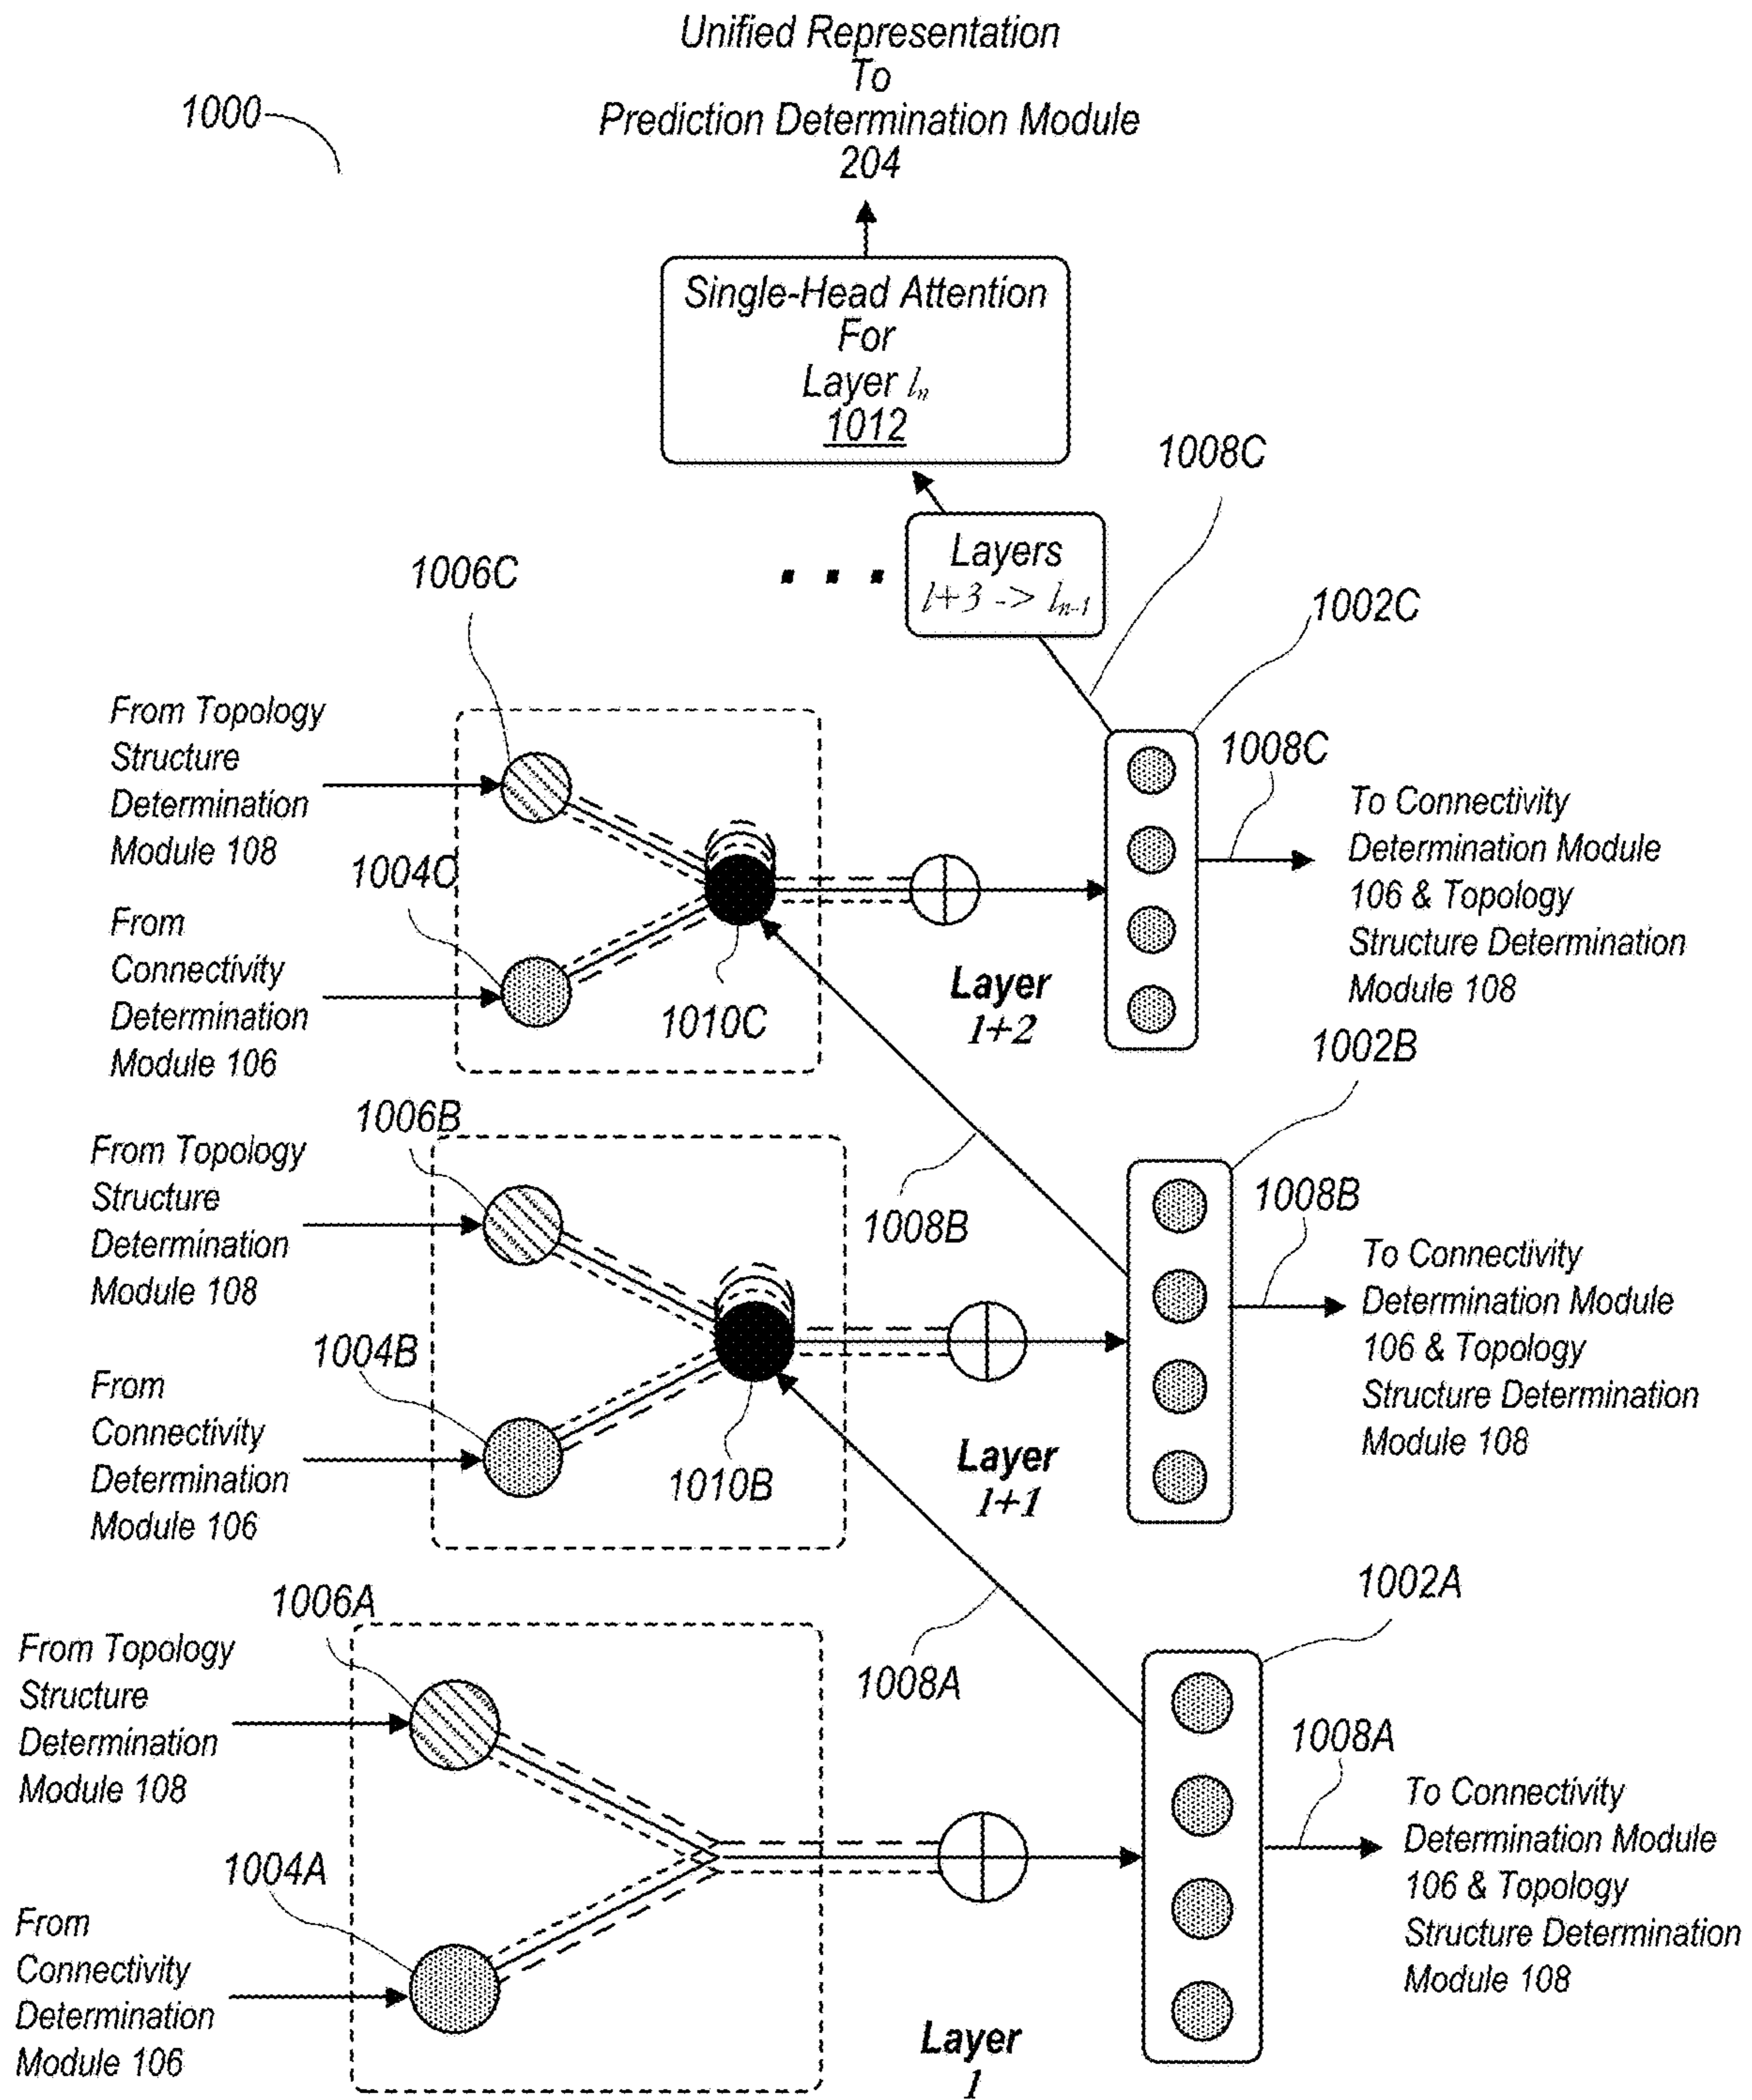 Unified Representation
To
Prediction Determination Module
204
1000
Single-Head Attention
For
Layer lₙ
1012
1008C
Layers
l+3 -> lₙ₋₁
. . .
1006C
1002C
From Topology
Structure
Determination
Module 108
1004C
From
Connectivity
Determination
Module 106
1010C
Layer
l+2
1008C
To Connectivity
Determination Module
106 & Topology
Structure Determination
Module 108
1002B
1006B
From Topology
Structure
Determination
Module 108
1008B
1004B
From
Connectivity
Determination
Module 106
1010B
Layer
l+1
1008B
To Connectivity
Determination Module
106 & Topology
Structure Determination
Module 108
1002A
1006A
From Topology
Structure
Determination
Module 108
1008A
1004A
From
Connectivity
Determination
Module 106
Layer
l
1008A
To Connectivity
Determination Module
106 & Topology
Structure Determination
Module 108